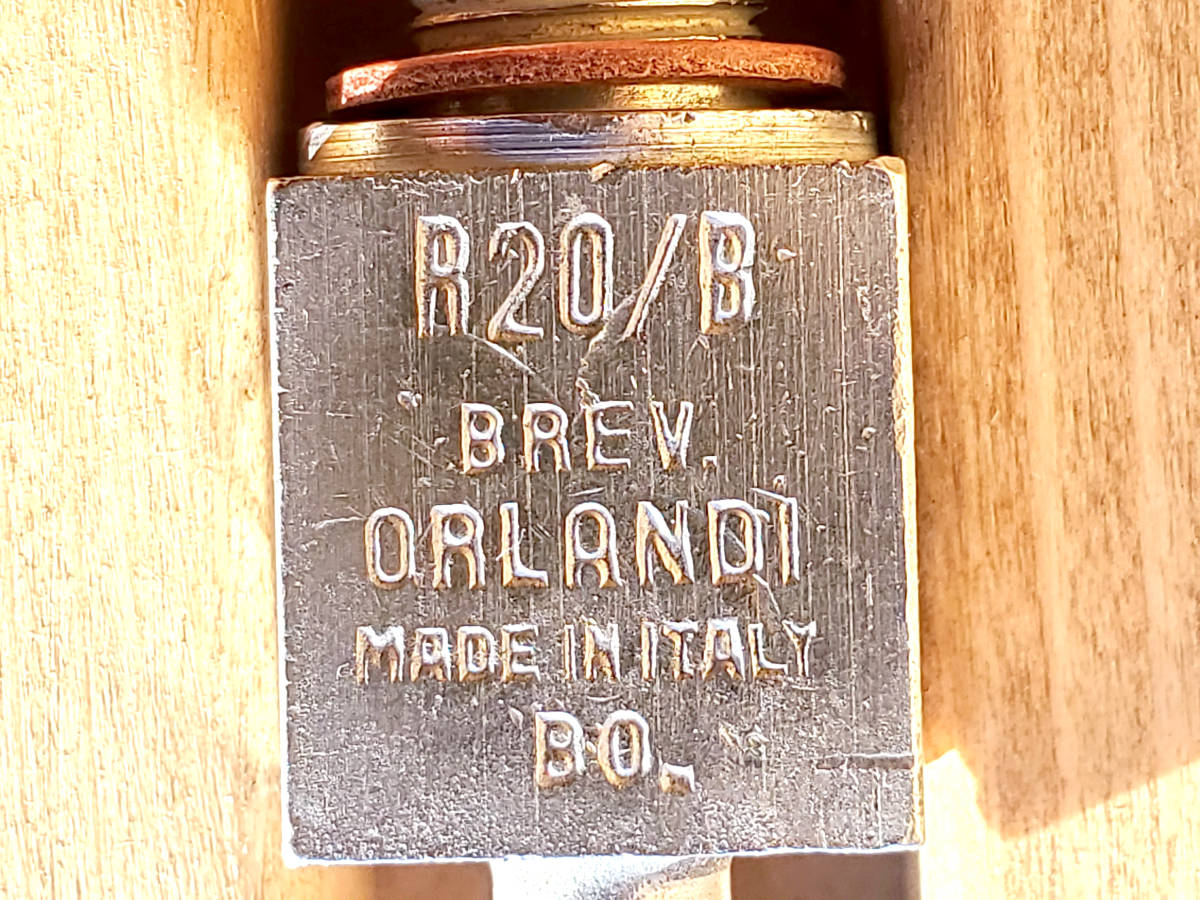 R20/B
BREV.
ORLANDI
MADE IN ITALY
BO.